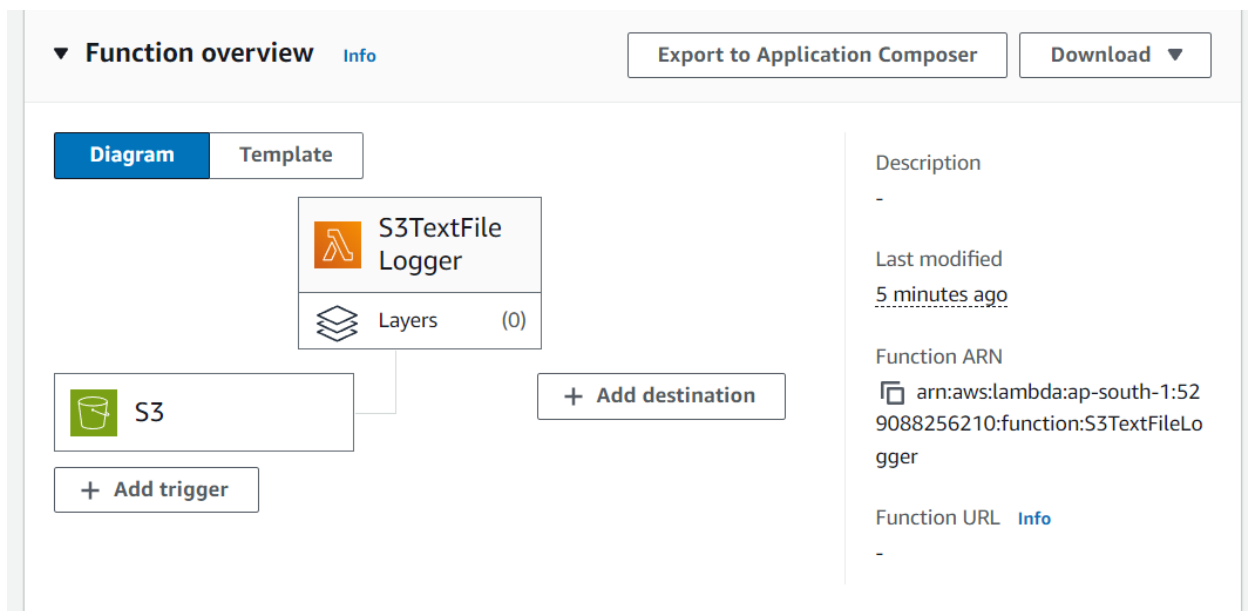 Function overview Info
Export to Application Composer
Download
Diagram
Template
S3TextFile
Logger
Layers (0)
S3
+ Add destination
+ Add trigger
Description
-
Last modified
5 minutes ago
Function ARN
arn:aws:lambda:ap-south-1:52
9088256210:function:S3TextFileLo
gger
Function URL Info
-